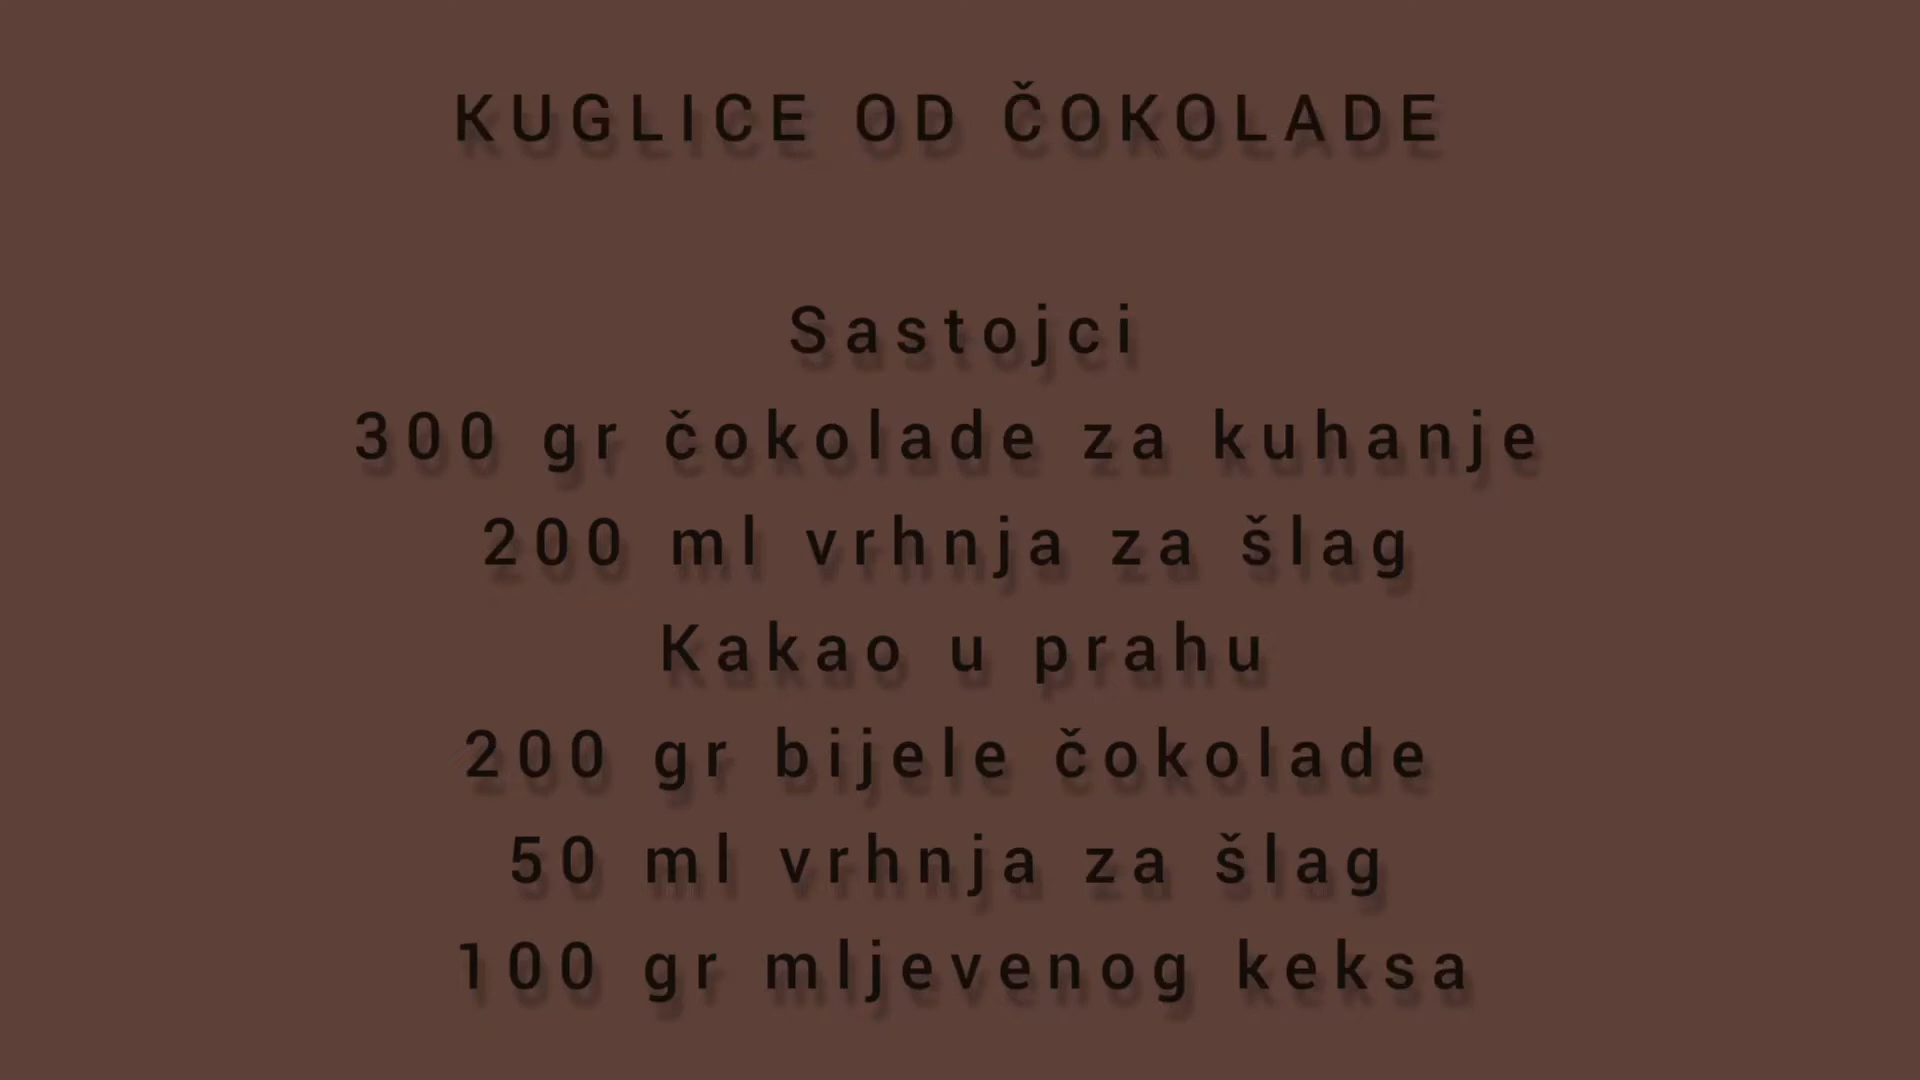 KUGLICE OD ČOKOLADE
Sastojci
300 gr čokolade za kuhanje
200 ml vrhnja za šlag
Kakao u prahu
200 gr bijele čokolade
50 ml vrhnja za šlag
100 gr mljevenog keksa